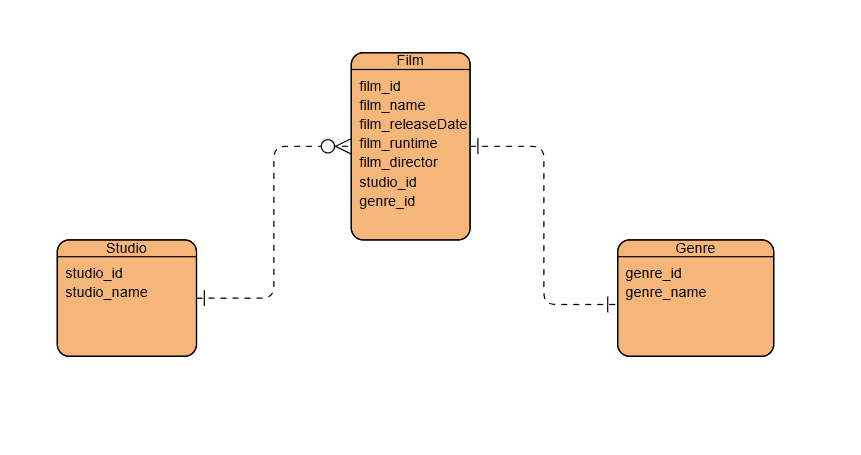 Film
film_id
film_name
film_releaseDate
film_runtime
film_director
studio_id
genre_id
Studio
studio_id
studio_name
Genre
genre_id
genre_name